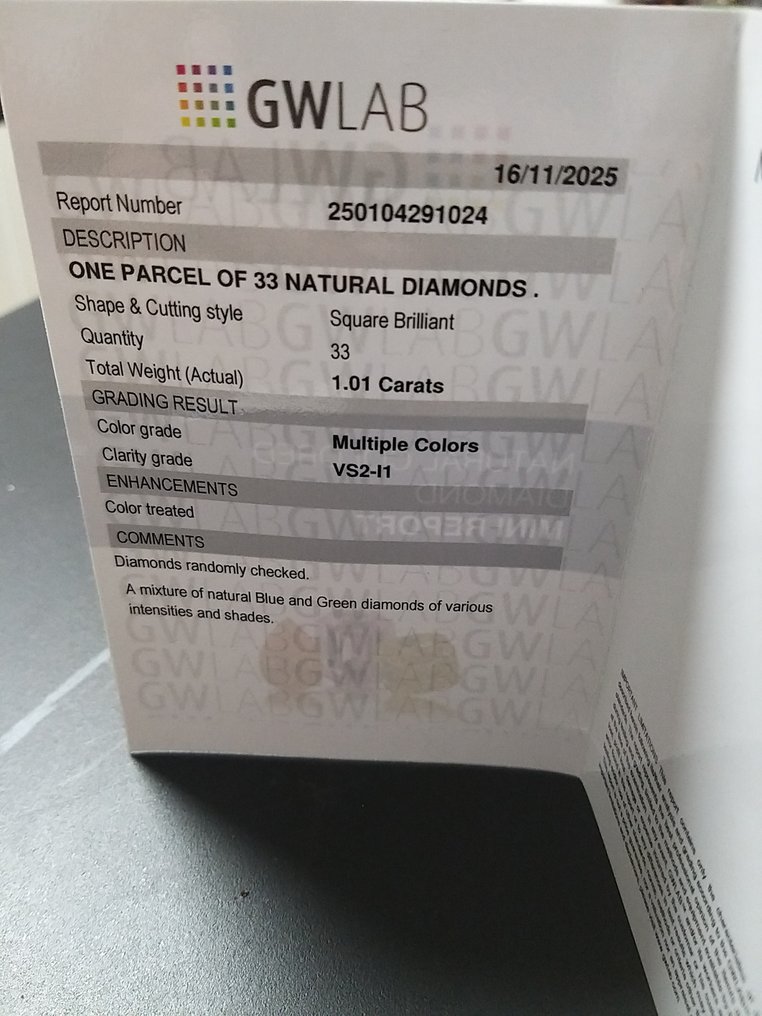 GWLAB
16/11/2025
Report Number 250104291024
DESCRIPTION
ONE PARCEL OF 33 NATURAL DIAMONDS .
Shape & Cutting style Square Brilliant
Quantity 33
Total Weight (Actual) 1.01 Carats
GRADING RESULT
Color grade Multiple Colors
Clarity grade VS2-I1
ENHANCEMENTS
Color treated
COMMENTS
Diamonds randomly checked.
A mixture of natural Blue and Green diamonds of various
intensities and shades.